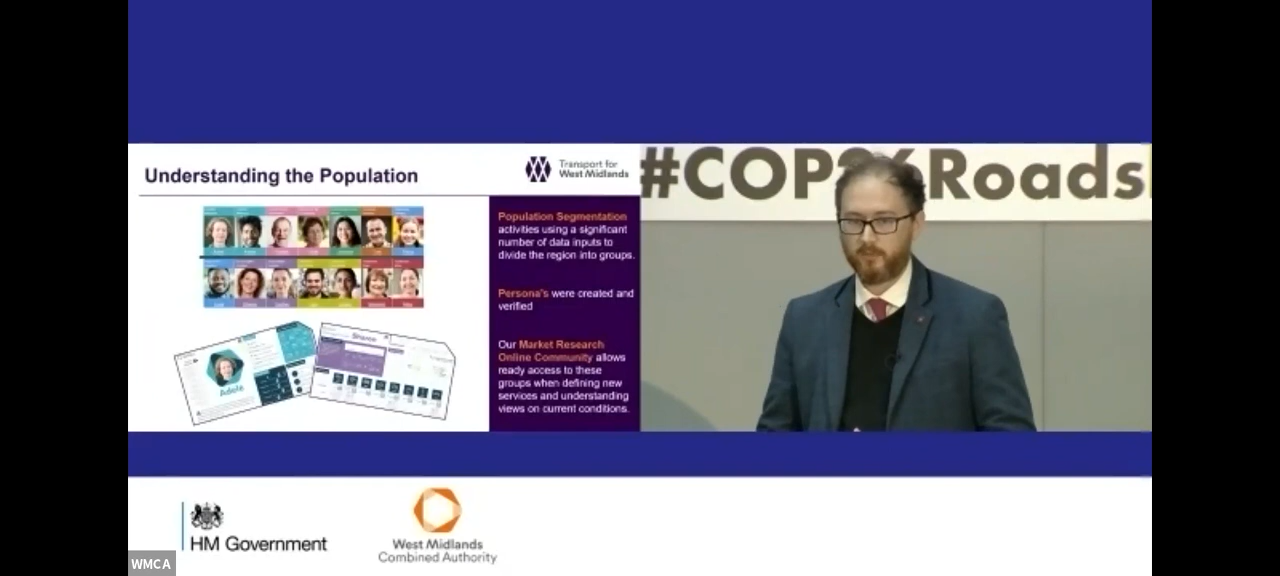 Understanding the Population
Transport for
West Midlands
#COP26Roads
Population Segmentation
activities using a significant
number of data inputs to
divide the region into groups.
Persona's were created and
verified
Our Market Research
Online Community allows
ready access to these
groups when defining new
services and understanding
views on current conditions.
Adele
Sharon
HM Government
West Midlands
Combined Authority
WMCA